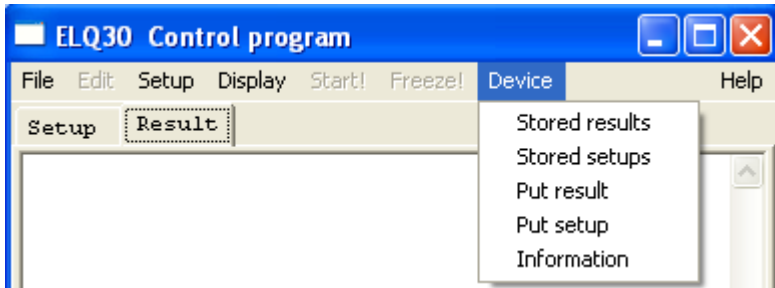 ELQ30 Control program
File Edit Setup Display Start! Freeze! Device Help
Setup Result
Stored results
Stored setups
Put result
Put setup
Information